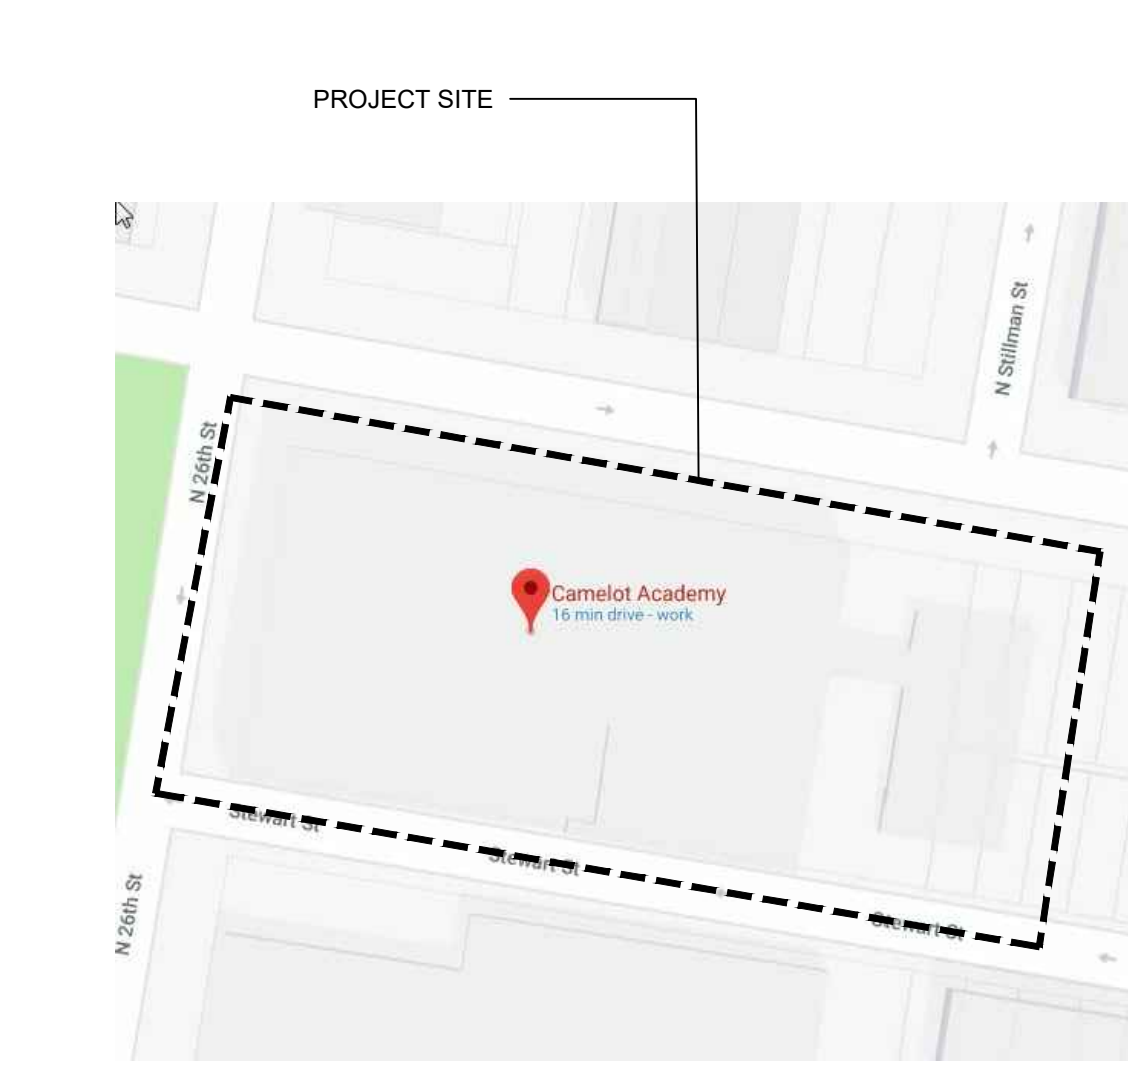 PROJECT SITE
N Stillman St
N 26th St
Camelot Academy
16 min drive - work
Stewart St
Stewart St
Stewart St
N 26th St